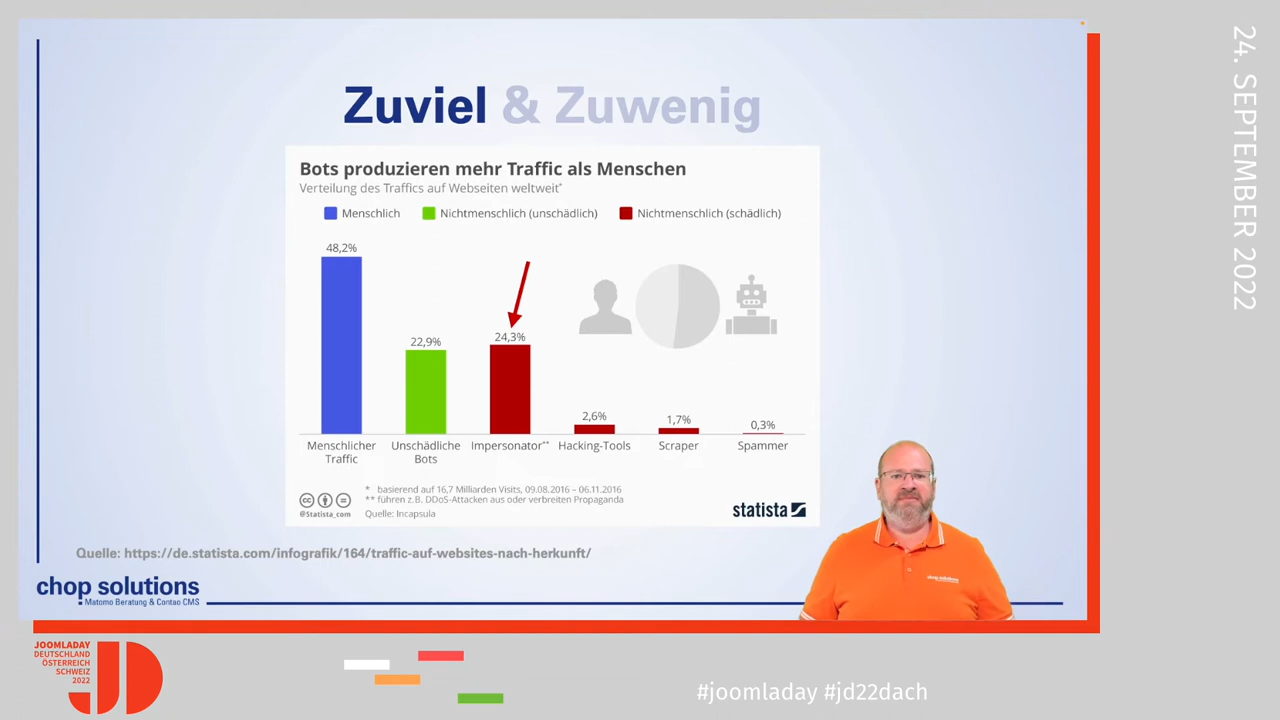 Zuviel & Zuwenig
Bots produzieren mehr Traffic als Menschen
Verteilung des Traffics auf Webseiten weltweit*
Menschlich
Nichtmenschlich (unschädlich)
Nichtmenschlich (schädlich)
48,2%
22,9%
24,3%
2,6%
1,7%
0,3%
Menschlicher
Traffic
Unschädliche
Bots
Impersonator**
Hacking-Tools
Scraper
Spammer
* basierend auf 16,7 Milliarden Visits, 09.08.2016 – 06.11.2016
** führen z.B. DDoS-Attacken aus oder verbreiten Propaganda
@Statista_com
Quelle: Incapsula
statista
Quelle: https://de.statista.com/infografik/164/traffic-auf-websites-nach-herkunft/
chop solutions
Matomo Beratung & Contao CMS
chop solutions
24. SEPTEMBER 2022
JOOMLADAY
DEUTSCHLAND
ÖSTERREICH
SCHWEIZ
2022
JD
#joomladay #jd22dach